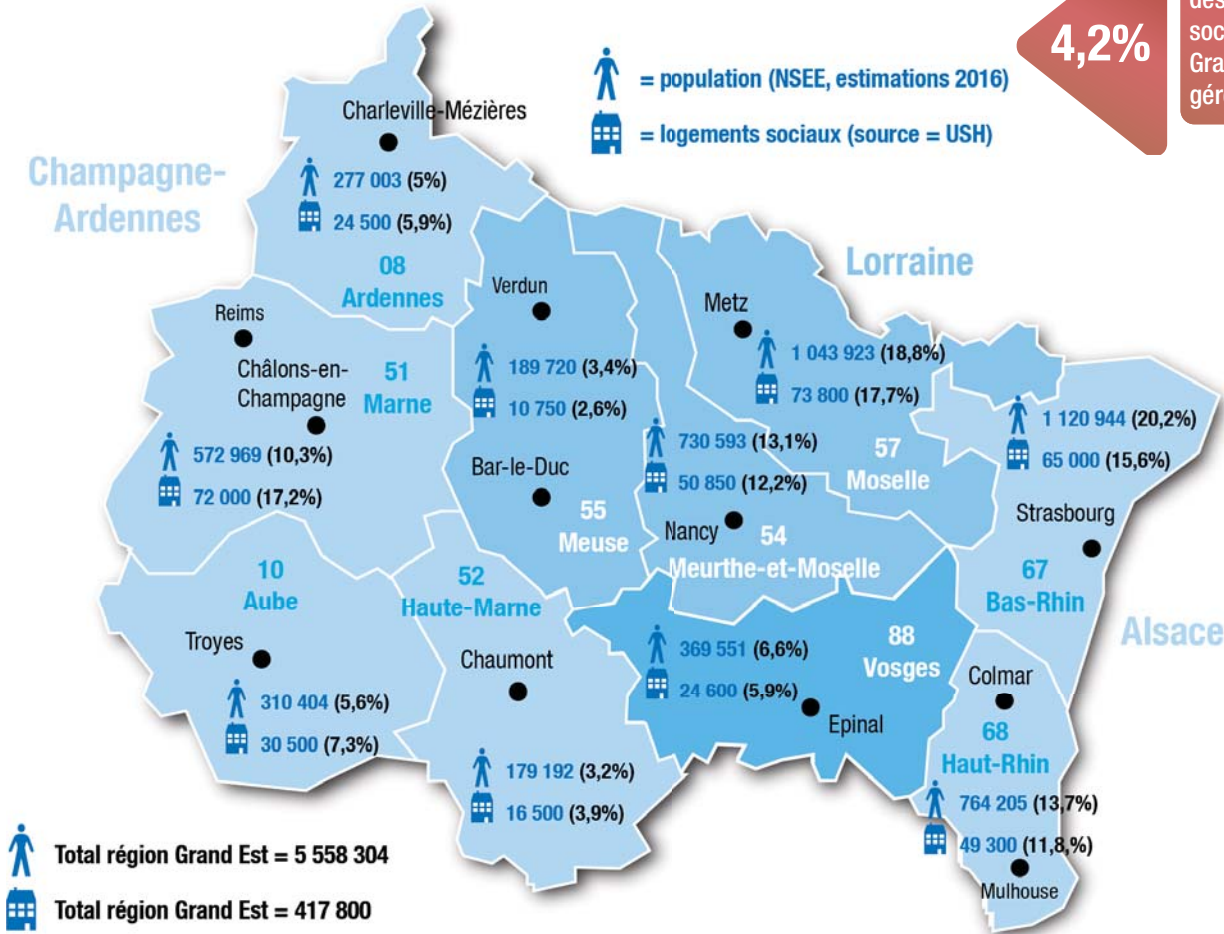 4,2%
soc
Gra
gér
= population (NSEE, estimations 2016)
= logements sociaux (source = USH)
Champagne-
Ardennes
Charleville-Mézières
277 003 (5%)
24 500 (5,9%)
08
Ardennes
Lorraine
Verdun
189 720 (3,4%)
10 750 (2,6%)
Bar-le-Duc
55
Meuse
Metz
1 043 923 (18,8%)
73 800 (17,7%)
57
Moselle
Reims
Châlons-en-
Champagne
51
Marne
572 969 (10,3%)
72 000 (17,2%)
730 593 (13,1%)
50 850 (12,2%)
Nancy
54
Meurthe-et-Moselle
1 120 944 (20,2%)
65 000 (15,6%)
Strasbourg
67
Bas-Rhin
Alsace
10
Aube
Troyes
310 404 (5,6%)
30 500 (7,3%)
52
Haute-Marne
Chaumont
179 192 (3,2%)
16 500 (3,9%)
369 551 (6,6%)
24 600 (5,9%)
88
Vosges
Epinal
Colmar
68
Haut-Rhin
764 205 (13,7%)
49 300 (11,8,%)
Mulhouse
Total région Grand Est = 5 558 304
Total région Grand Est = 417 800